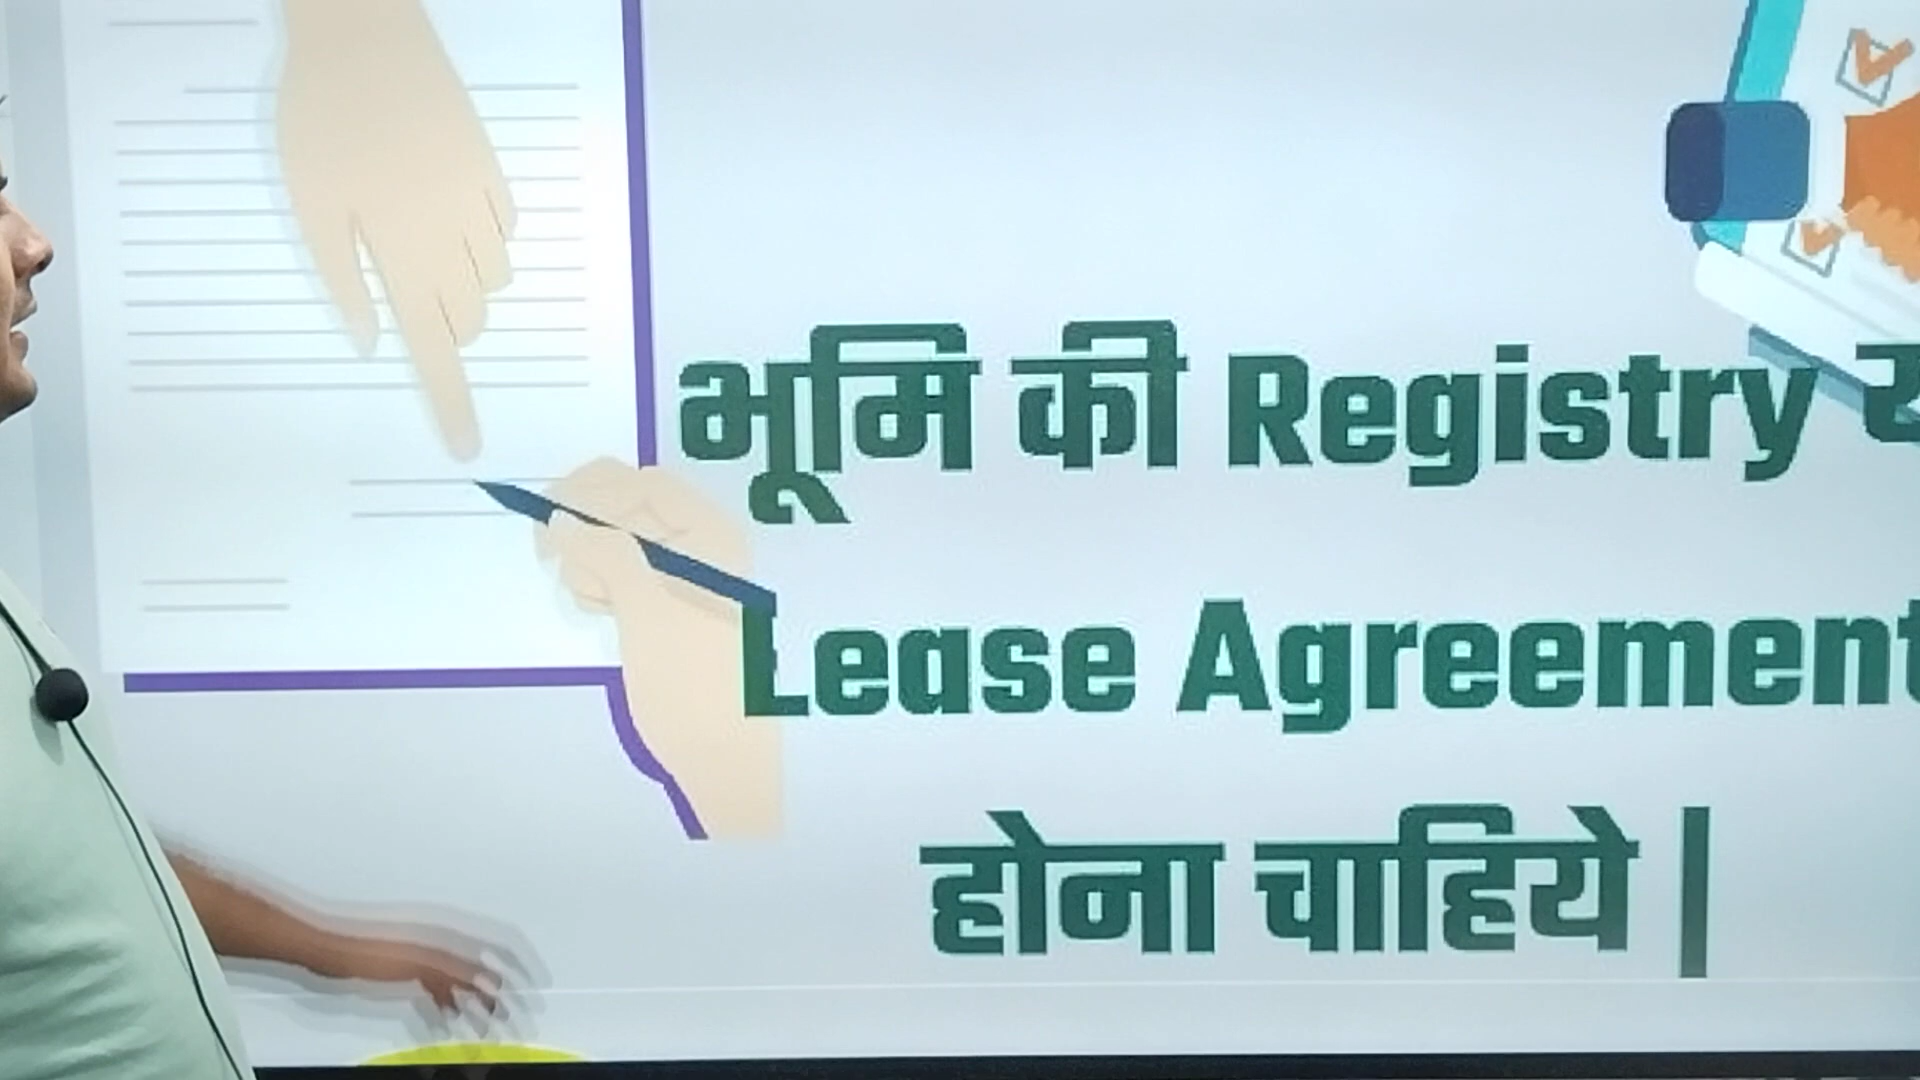 भूमि की Registry
Lease Agreement
होना चाहिये |